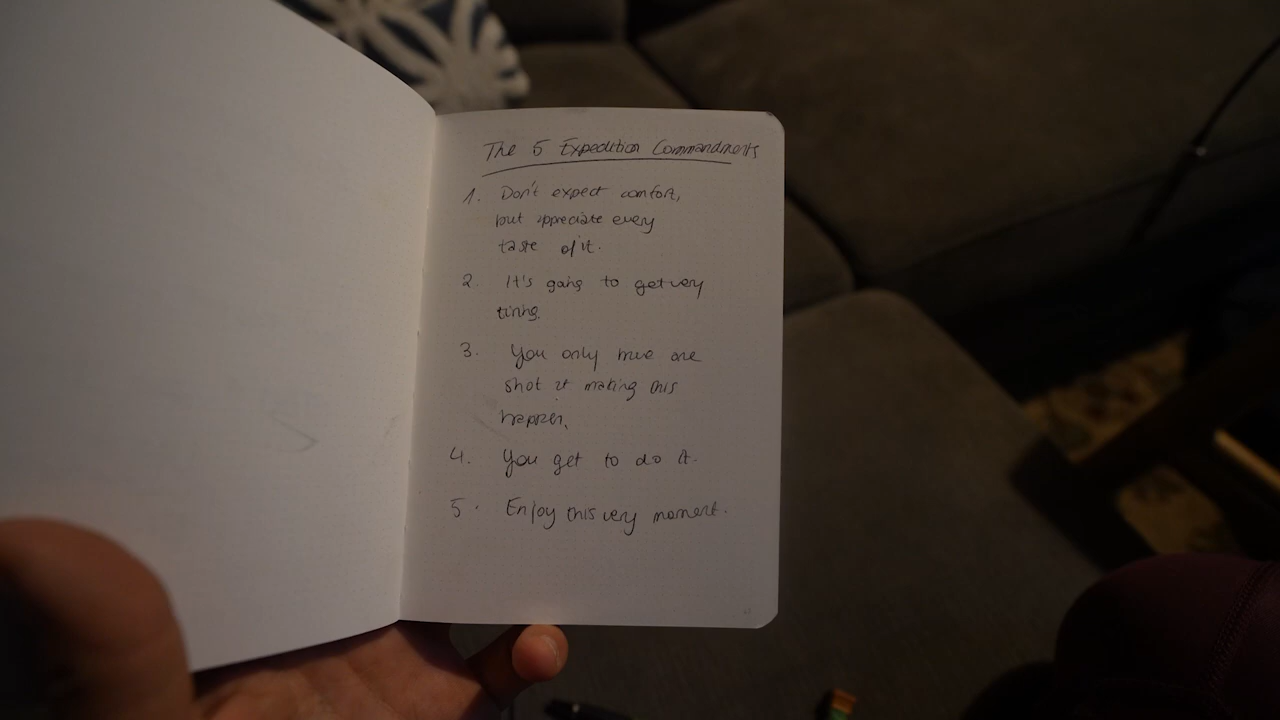 The 5 Expedition Commandments
1. Don't expect comfort,
but appreciate every
taste of it.
2. It's going to get very
tiring.
3. You only have one
shot at making this
happen.
4. You get to do it.
5. Enjoy this very moment.